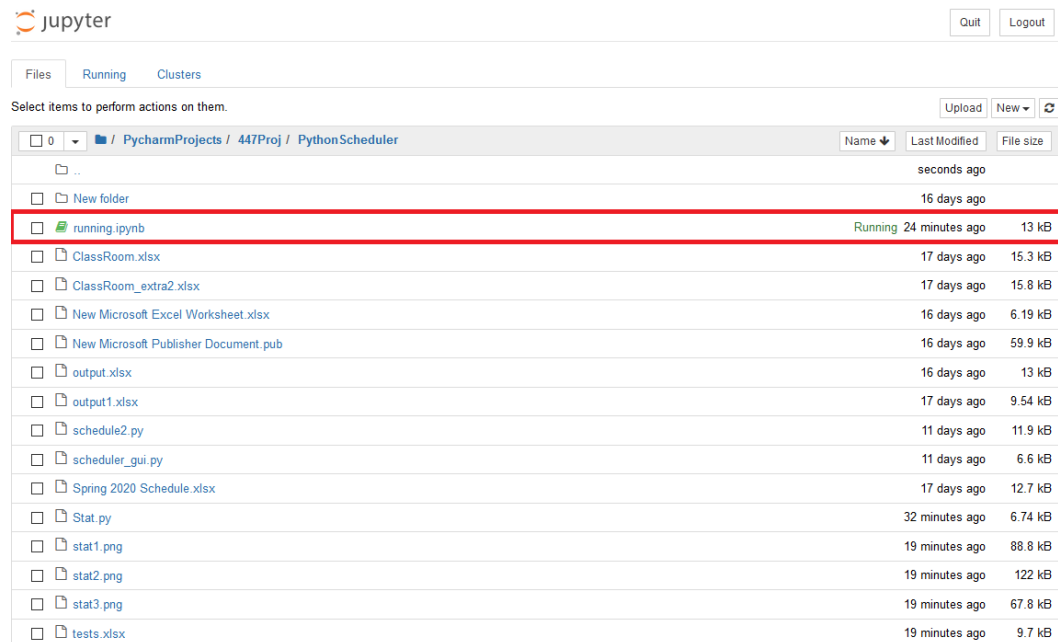 jupyter Quit Logout
Files Running Clusters
Select items to perform actions on them. Upload New
0 / PycharmProjects / 447Proj / PythonScheduler Name Last Modified File size
.. seconds ago
New folder 16 days ago
running.ipynb Running 24 minutes ago 13 kB
ClassRoom.xlsx 17 days ago 15.3 kB
ClassRoom_extra2.xlsx 17 days ago 15.8 kB
New Microsoft Excel Worksheet.xlsx 16 days ago 6.19 kB
New Microsoft Publisher Document.pub 16 days ago 59.9 kB
output.xlsx 16 days ago 13 kB
output1.xlsx 17 days ago 9.54 kB
schedule2.py 11 days ago 11.9 kB
scheduler_gui.py 11 days ago 6.6 kB
Spring 2020 Schedule.xlsx 17 days ago 12.7 kB
Stat.py 32 minutes ago 6.74 kB
stat1.png 19 minutes ago 88.8 kB
stat2.png 19 minutes ago 122 kB
stat3.png 19 minutes ago 67.8 kB
tests.xlsx 19 minutes ago 9.7 kB